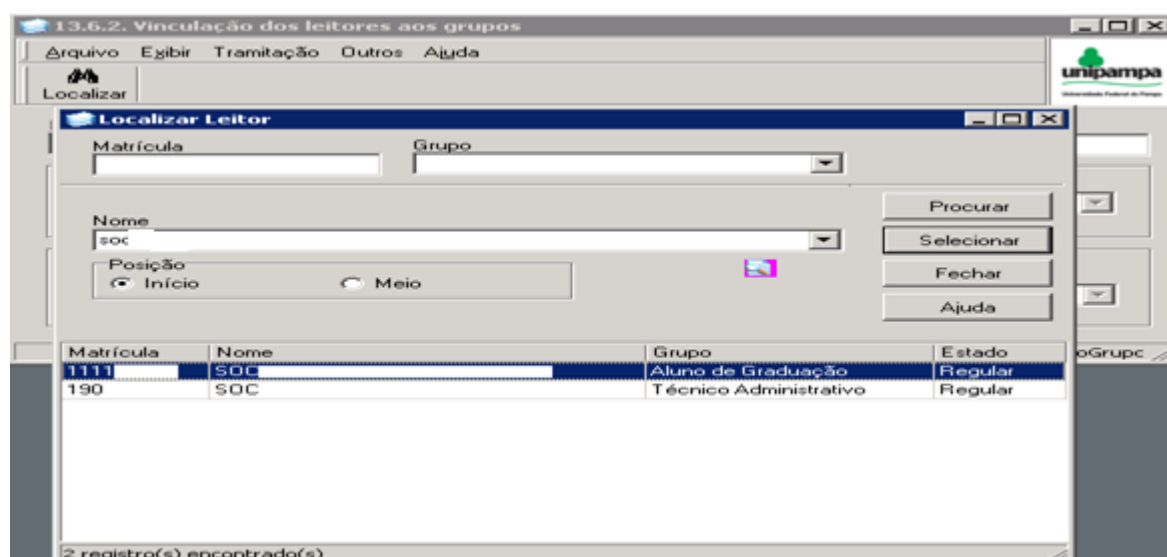 13.6.2. Vinculação dos leitores aos grupos
Arquivo Exibir Tramitação Outros Ajuda
Localizar
unipampa
Universidade Federal do Pampa
Localizar Leitor
Matrícula Grupo
Procurar
Nome
soc
Selecionar
Posição
Início Meio
Fechar
Ajuda
Matrícula Nome Grupo Estado
1111 SOC Aluno de Graduação Regular
190 SOC Técnico Administrativo Regular
2 registro(s) encontrado(s)